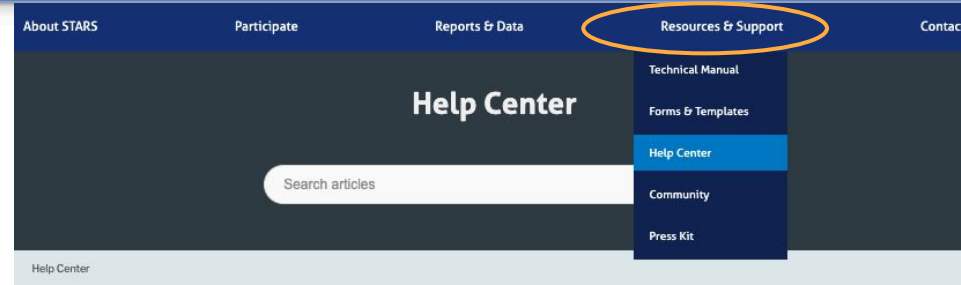 About STARS
Participate
Reports & Data
Resources & Support
Technical Manual
Help Center
Forms & Templates
Help Center
Search articles
Community
Press Kit
Help Center